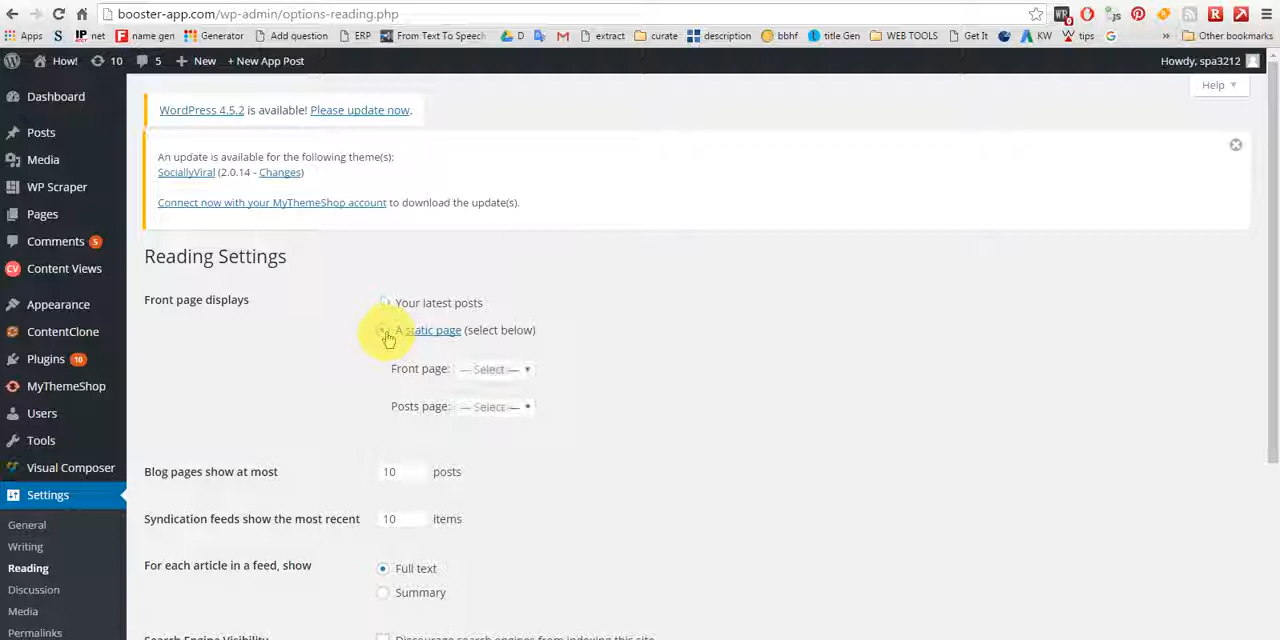 booster-app.com/wp-admin/options-reading.php
Apps S IP net name gen Generator Add question ERP From Text To Speech D extract curate description bbhf title Gen WEB TOOLS Get It KW tips » Other bookmarks
How! 10 5 + New + New App Post Howdy, spa3212
Help ▼
Dashboard
Posts
Media
WP Scraper
Pages
Comments 5
Content Views
Appearance
ContentClone
Plugins 10
MyThemeShop
Users
Tools
Visual Composer
Settings
General
Writing
Reading
Discussion
Media
Permalinks
WordPress 4.5.2 is available! Please update now.
An update is available for the following theme(s):
SociallyViral (2.0.14 - Changes)
Connect now with your MyThemeShop account to download the update(s).
Reading Settings
Front page displays
Your latest posts
A static page (select below)
Front page: — Select —
Posts page: — Select —
Blog pages show at most 10 posts
Syndication feeds show the most recent 10 items
For each article in a feed, show
Full text
Summary
Search Engine Visibility Discourage search engines from indexing this site